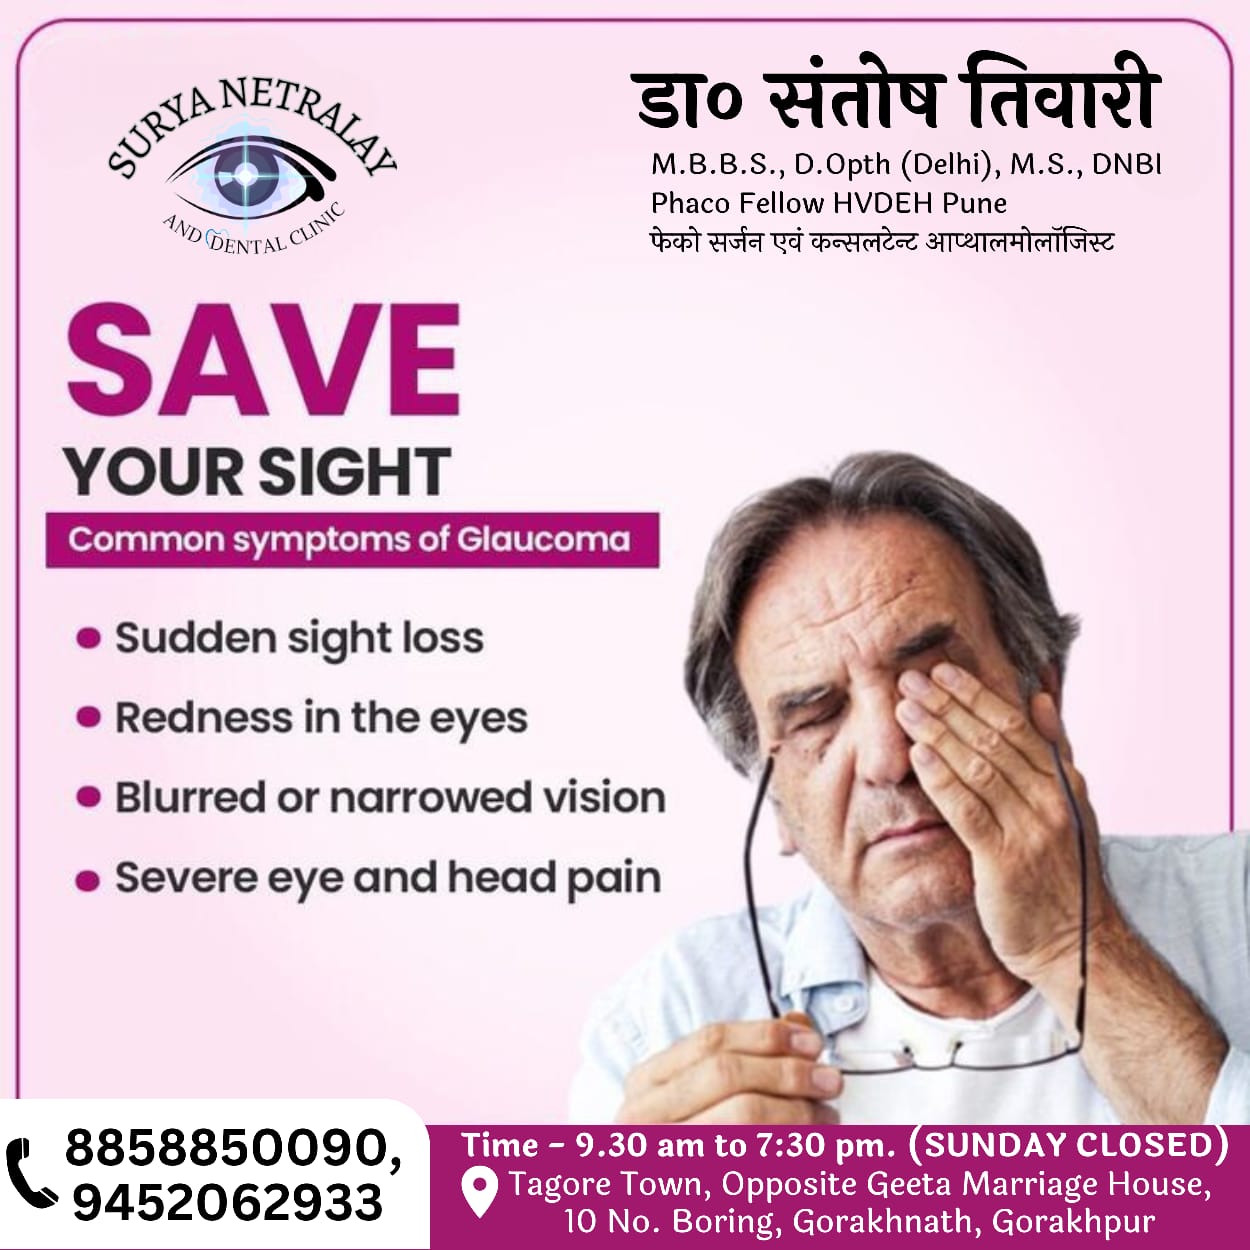 SURYA NETRALAY
AND DENTAL CLINIC
डा० संतोष तिवारी
M.B.B.S., D.Opth (Delhi), M.S., DNBI
Phaco Fellow HVDEH Pune
फेको सर्जन एवं कन्सलटेन्ट आप्थालमोलॉजिस्ट
SAVE
YOUR SIGHT
Common symptoms of Glaucoma
Sudden sight loss
Redness in the eyes
Blurred or narrowed vision
Severe eye and head pain
8858850090,
9452062933
Time - 9.30 am to 7:30 pm. (SUNDAY CLOSED)
Tagore Town, Opposite Geeta Marriage House,
10 No. Boring, Gorakhnath, Gorakhpur